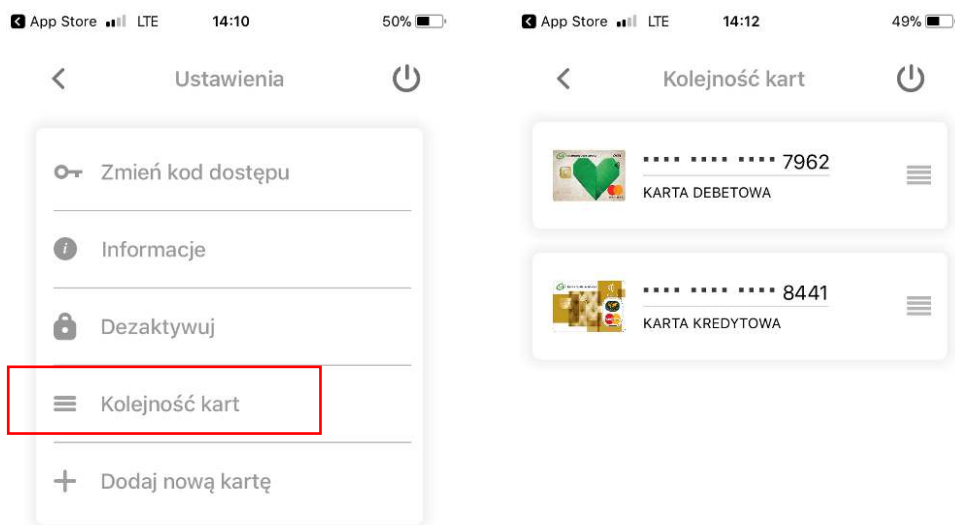 App Store LTE 14:10 50%
Ustawienia
Zmień kod dostępu
Informacje
Dezaktywuj
Kolejność kart
Dodaj nową kartę
App Store LTE 14:12 49%
Kolejność kart
•••• •••• •••• 7962
KARTA DEBETOWA
•••• •••• •••• 8441
KARTA KREDYTOWA